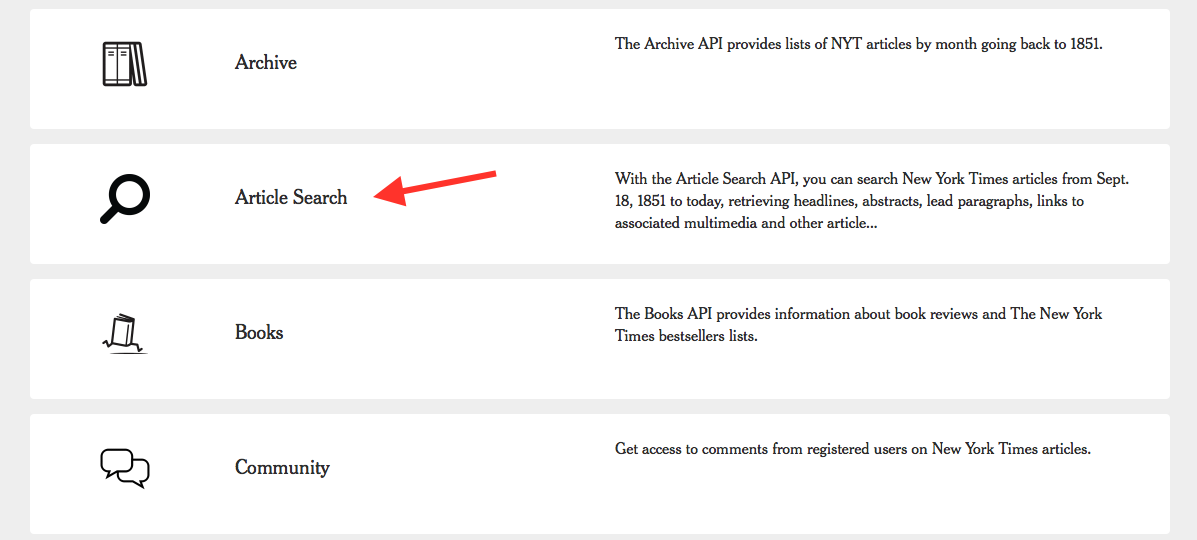 Archive
The Archive API provides lists of NYT articles by month going back to 1851.
Article Search
With the Article Search API, you can search New York Times articles from Sept.
18, 1851 to today, retrieving headlines, abstracts, lead paragraphs, links to
associated multimedia and other article...
Books
The Books API provides information about book reviews and The New York
Times bestsellers lists.
Community
Get access to comments from registered users on New York Times articles.